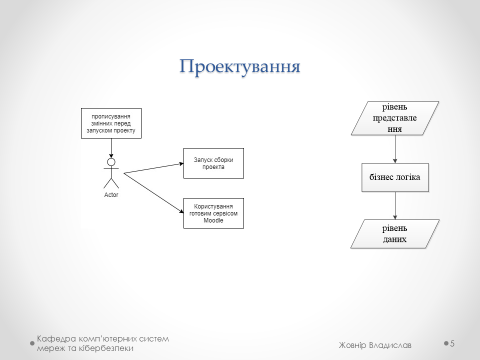 Проектування
прописування
змінних перед
запуском проекту
Actor
Запуск сборки
проекта
Користування
готовим сервісом
Moodle
рівень
представле
ння
бізнес логіка
рівень
даних
Кафедра комп’ютерних систем
мереж та кібербезпеки
Жовнір Владислав
5